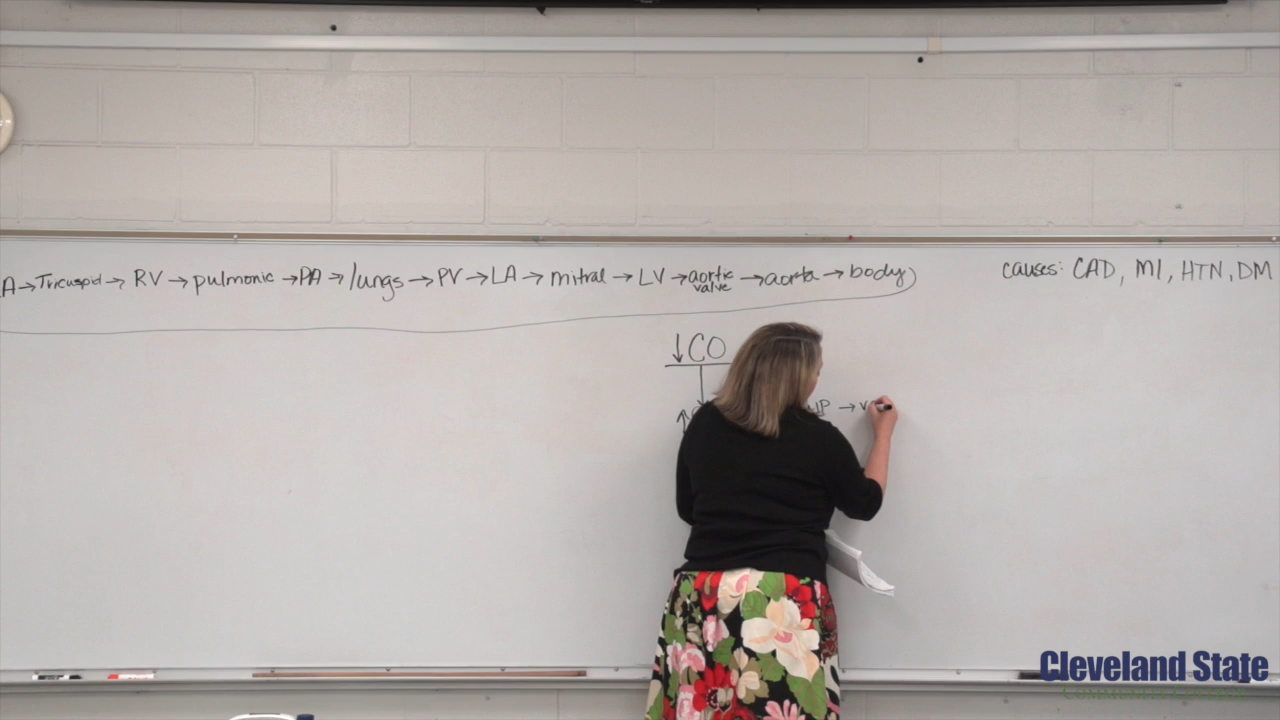 A→Tricuspid→RV→pulmonic→PA→lungs→PV→LA→mitral→LV→aortic valve→aorta→body
causes: CAD, MI, HTN, DM
↓CO
→
Cleveland State